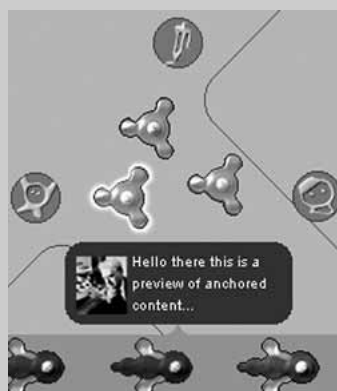 Hello there this is a
preview of anchored
content...